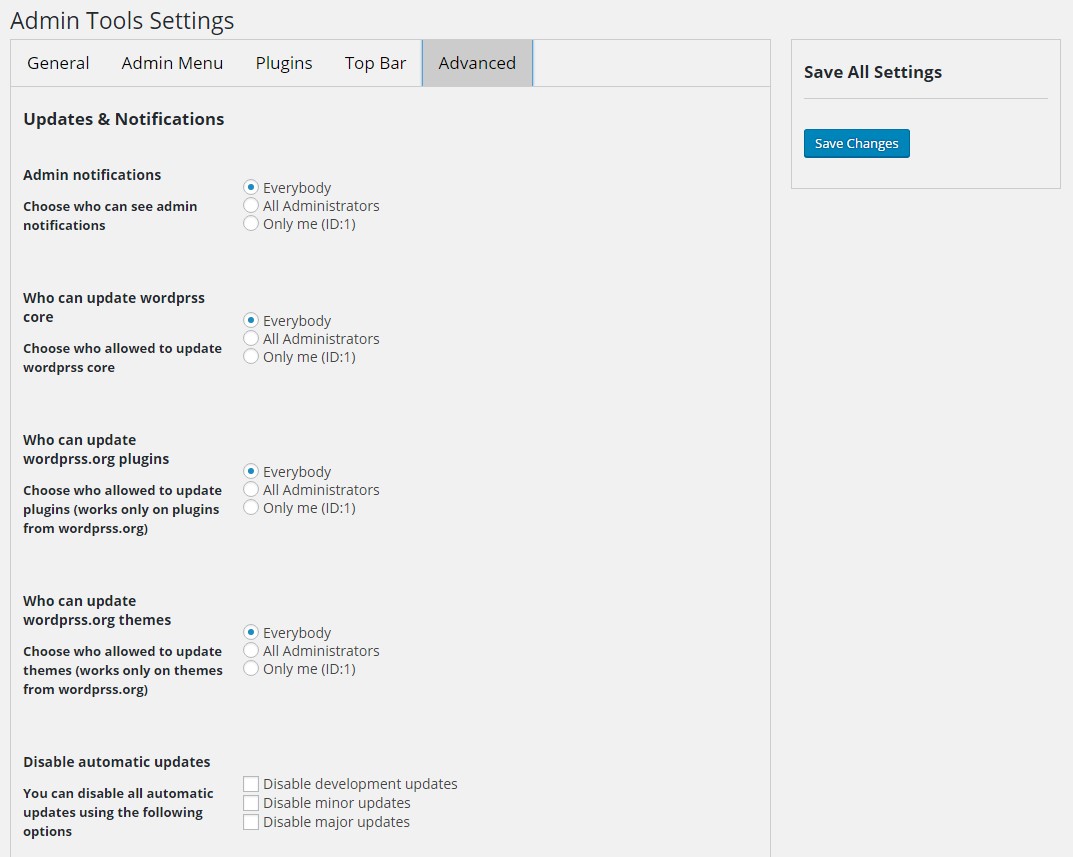 Admin Tools Settings
General Admin Menu Plugins Top Bar Advanced
Updates & Notifications
Admin notifications
Choose who can see admin
notifications
Everybody
All Administrators
Only me (ID:1)
Who can update wordprss
core
Choose who allowed to update
wordprss core
Everybody
All Administrators
Only me (ID:1)
Who can update
wordprss.org plugins
Choose who allowed to update
plugins (works only on plugins
from wordprss.org)
Everybody
All Administrators
Only me (ID:1)
Who can update
wordprss.org themes
Choose who allowed to update
themes (works only on themes
from wordprss.org)
Everybody
All Administrators
Only me (ID:1)
Disable automatic updates
You can disable all automatic
updates using the following
options
Disable development updates
Disable minor updates
Disable major updates
Save All Settings
Save Changes